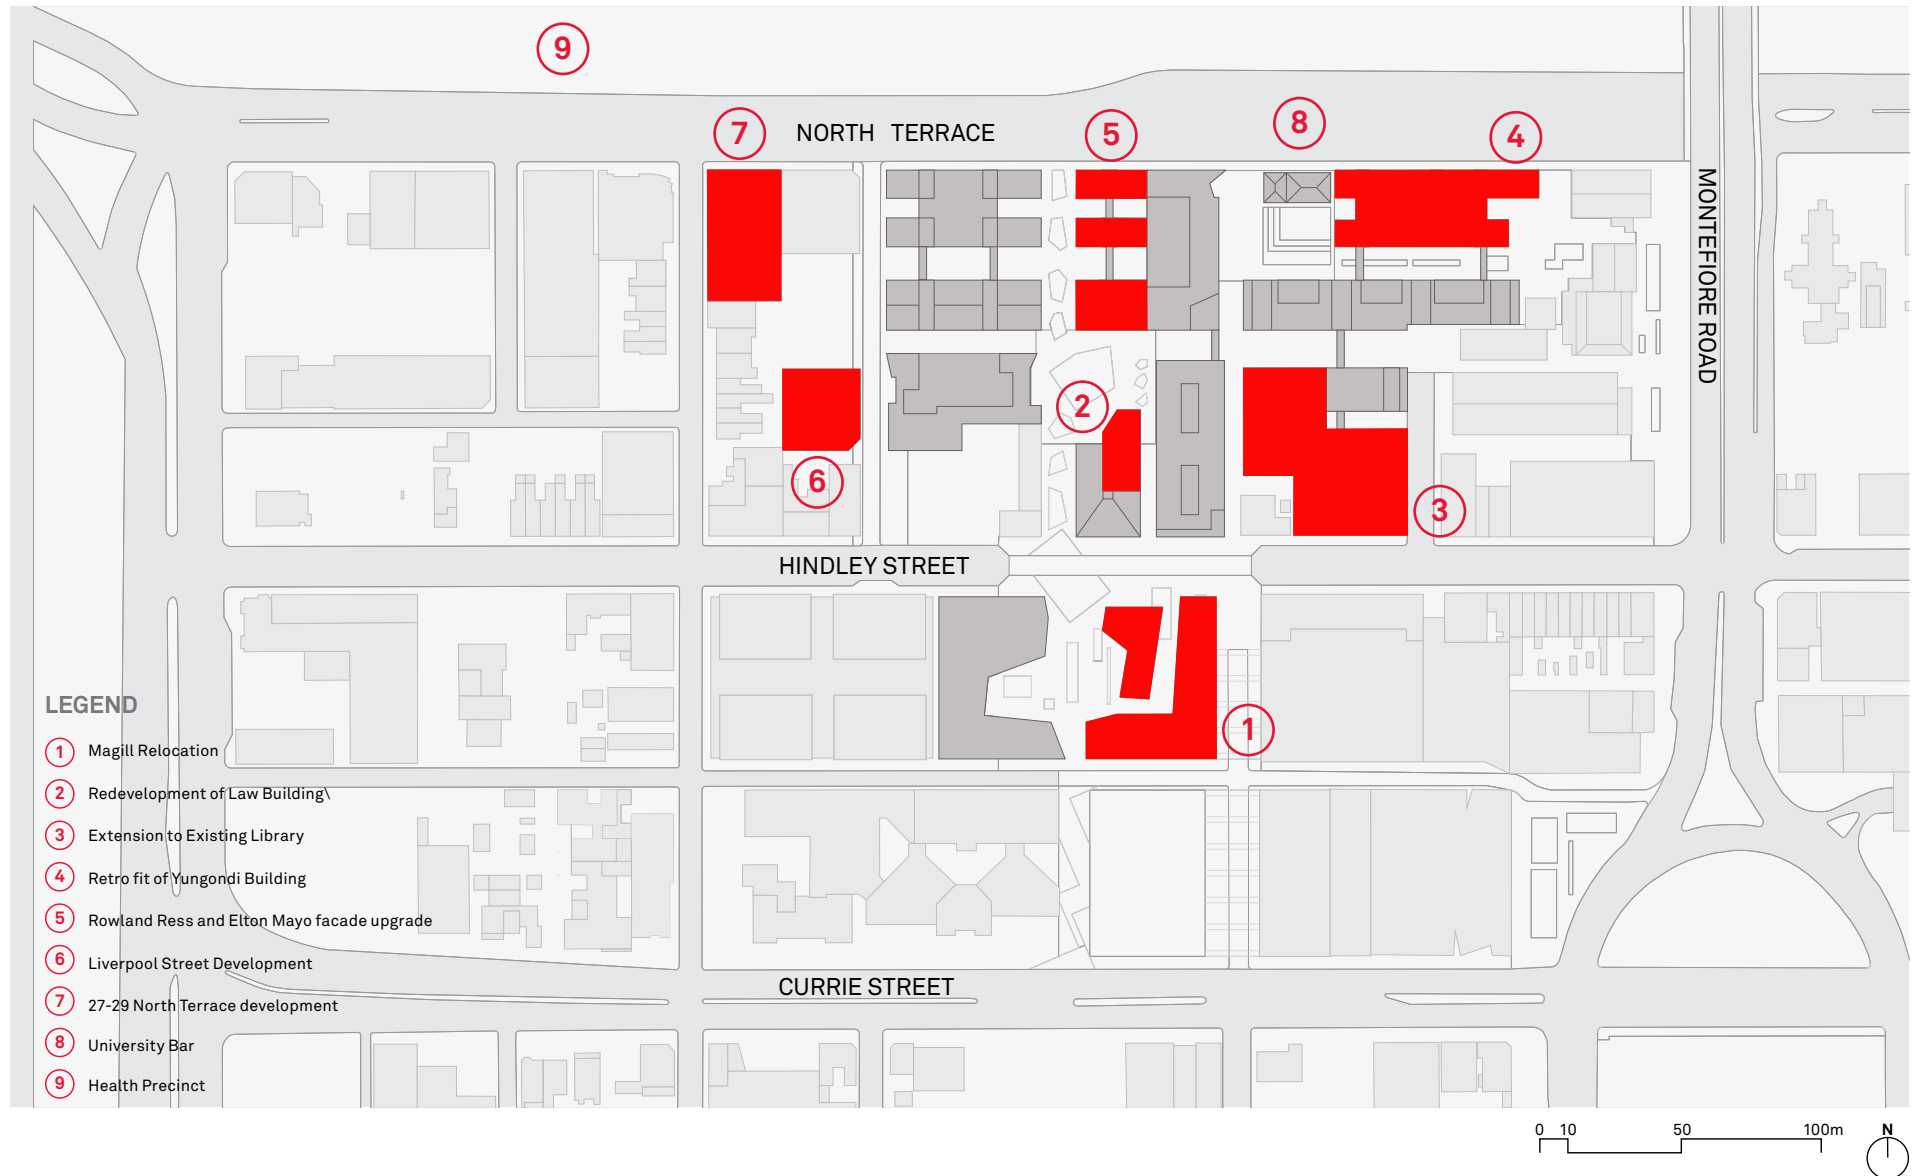 9
7
NORTH TERRACE
5
8
4
MONTEFIORE ROAD
2
6
3
HINDLEY STREET
1
LEGEND
1 Magill Relocation
2 Redevelopment of Law Building\
3 Extension to Existing Library
4 Retro fit of Yungondi Building
5 Rowland Ress and Elton Mayo facade upgrade
6 Liverpool Street Development
7 27-29 North Terrace development
8 University Bar
9 Health Precinct
CURRIE STREET
0 10 50 100m
N